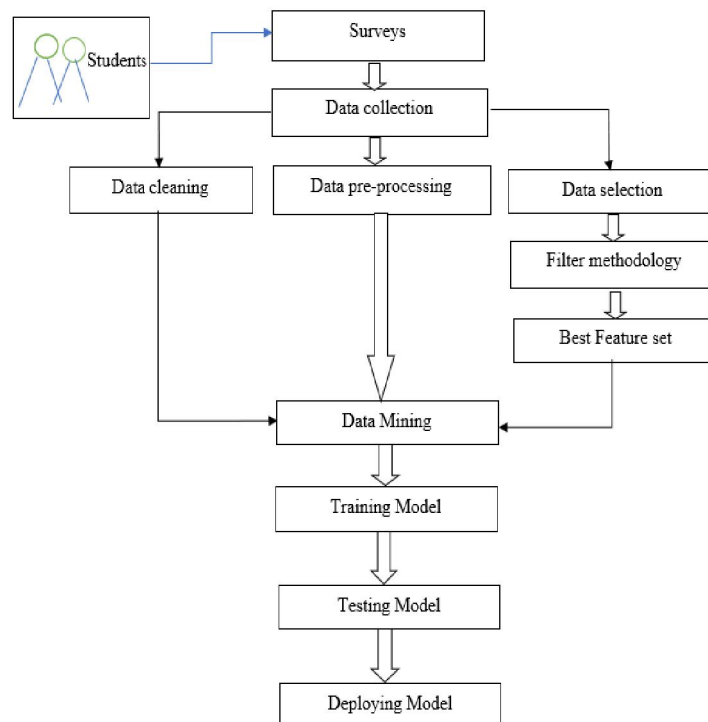 Students
Surveys
Data collection
Data cleaning
Data pre-processing
Data selection
Filter methodology
Best Feature set
Data Mining
Training Model
Testing Model
Deploying Model